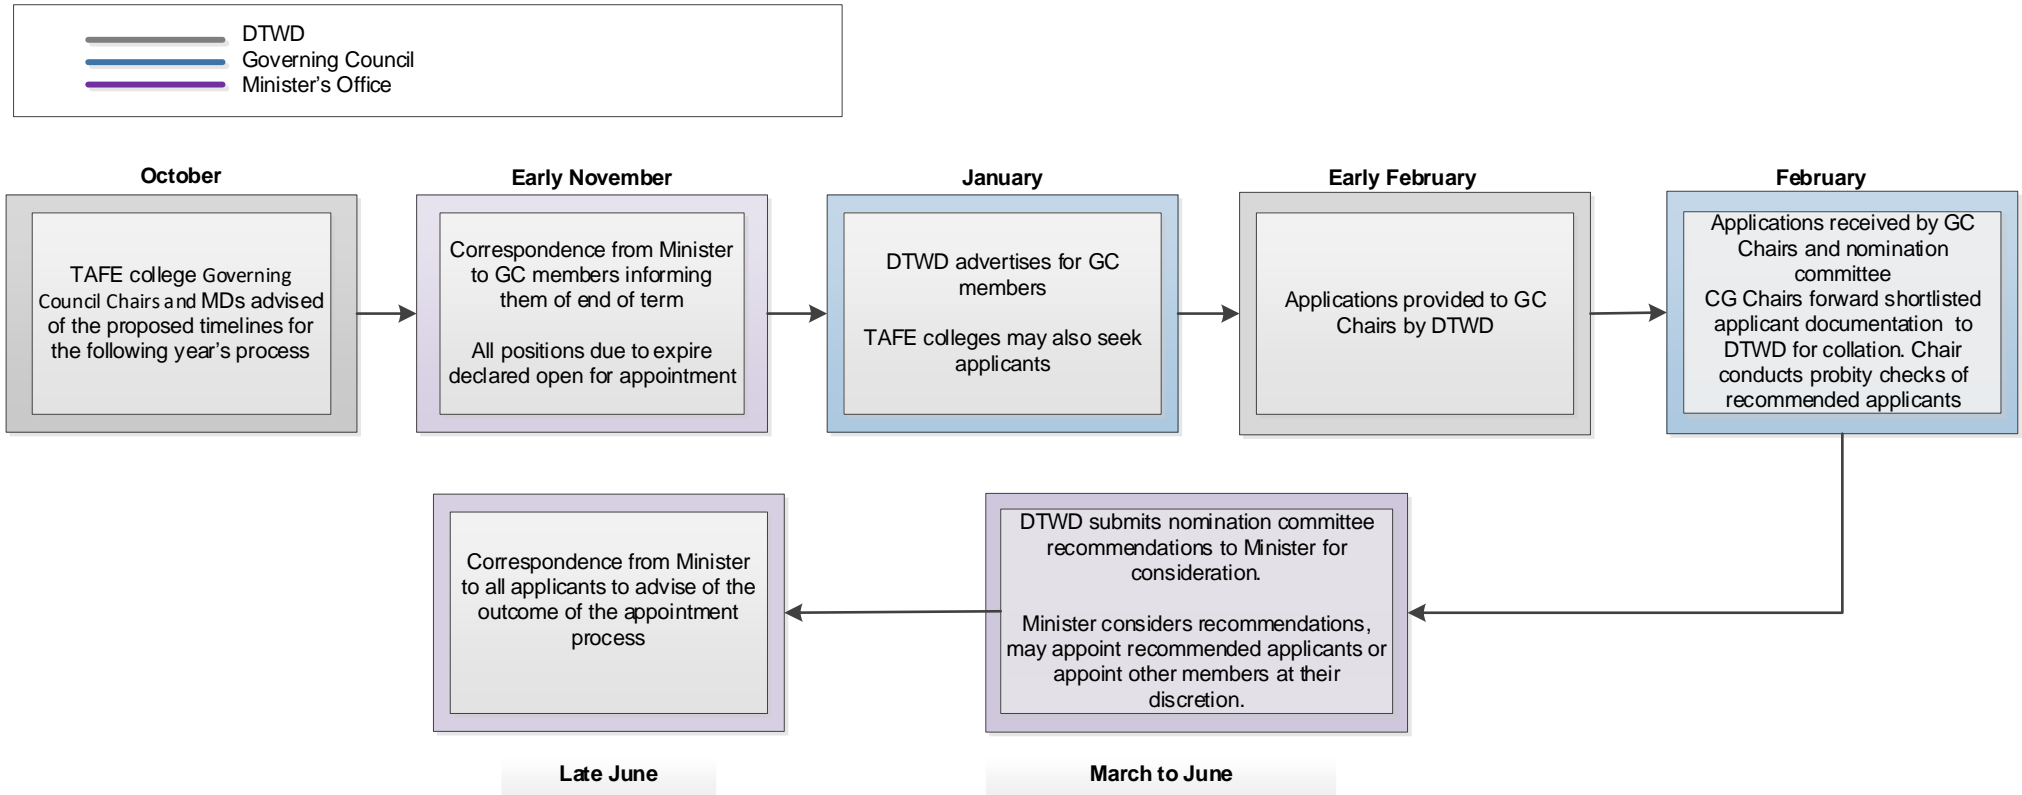 DTWD
Governing Council
Minister's Office
October
TAFE college Governing
Council Chairs and MDs advised
of the proposed timelines for
the following year's process
Early November
Correspondence from Minister
to GC members informing
them of end of term
All positions due to expire
declared open for appointment
January
DTWD advertises for GC
members
TAFE colleges may also seek
applicants
Early February
Applications provided to GC
Chairs by DTWD
February
Applications received by GC
Chairs and nomination
committee
CG Chairs forward shortlisted
applicant documentation to
DTWD for collation. Chair
conducts probity checks of
recommended applicants
DTWD submits nomination committee
recommendations to Minister for
consideration.
Minister considers recommendations,
may appoint recommended applicants or
appoint other members at their
discretion.
March to June
Correspondence from Minister
to all applicants to advise of the
outcome of the appointment
process
Late June